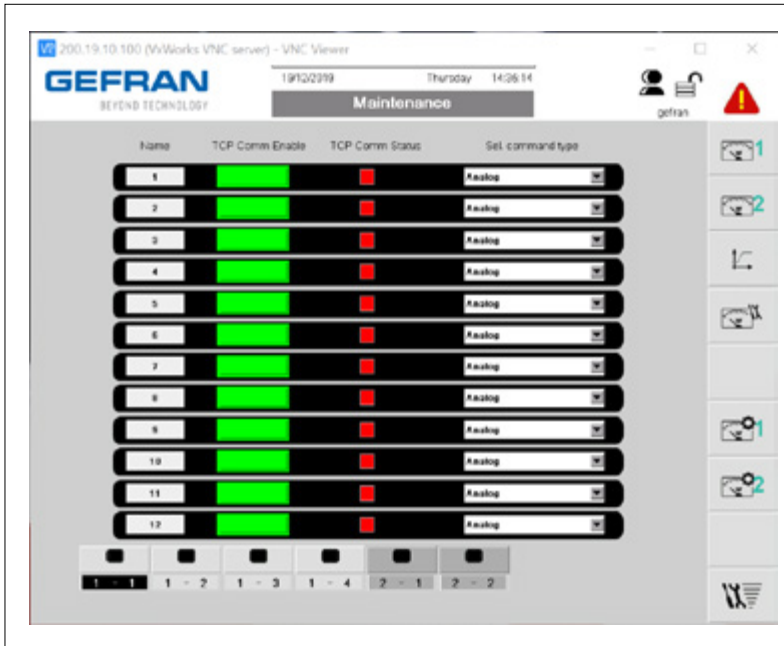 V2 200.19.10.100 (VxWorks VNC server) - VNC Viewer
GEFRAN
BEYOND TECHNOLOGY
19/12/2019 Thursday 14:36:14
Maintenance
gefran
Name TCP Comm Enable TCP Comm Status Sel. command type
1 Analog
2 Analog
3 Analog
4 Analog
5 Analog
6 Analog
7 Analog
8 Analog
9 Analog
10 Analog
11 Analog
12 Analog
1 - 1 1 - 2 1 - 3 1 - 4 2 - 1 2 - 2
1
2
1
2